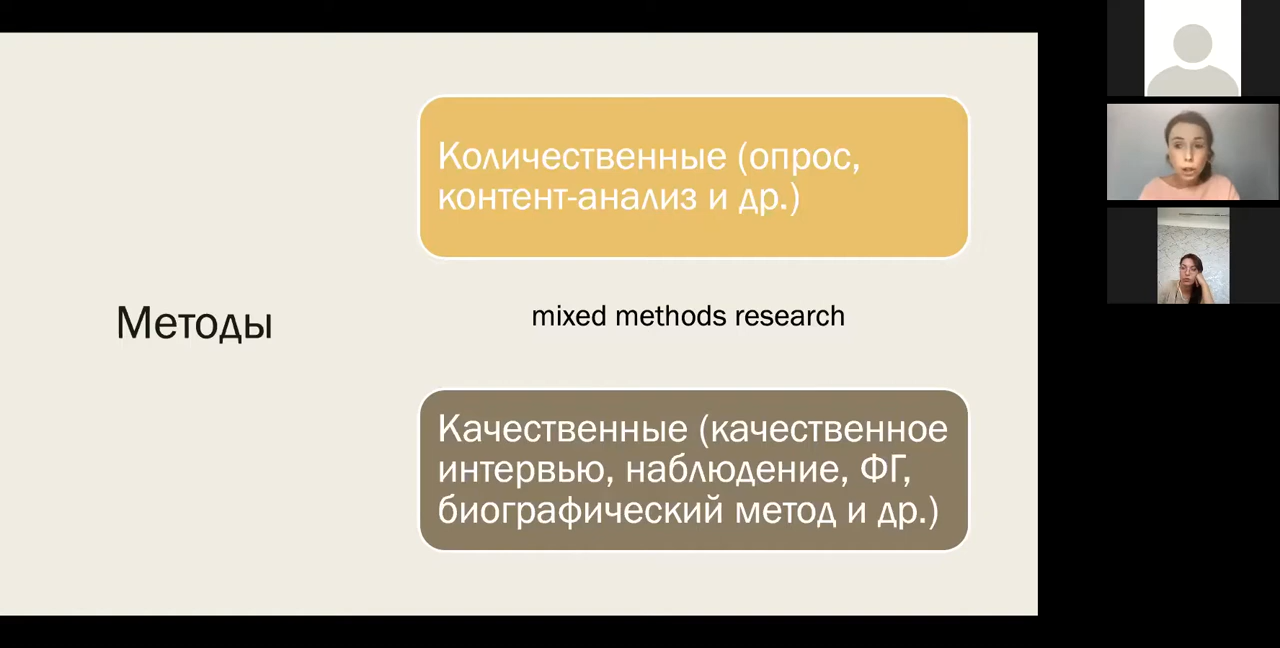 Методы
Количественные (опрос,
контент-анализ и др.)
mixed methods research
Качественные (качественное
интервью, наблюдение, ФГ,
биографический метод и др.)